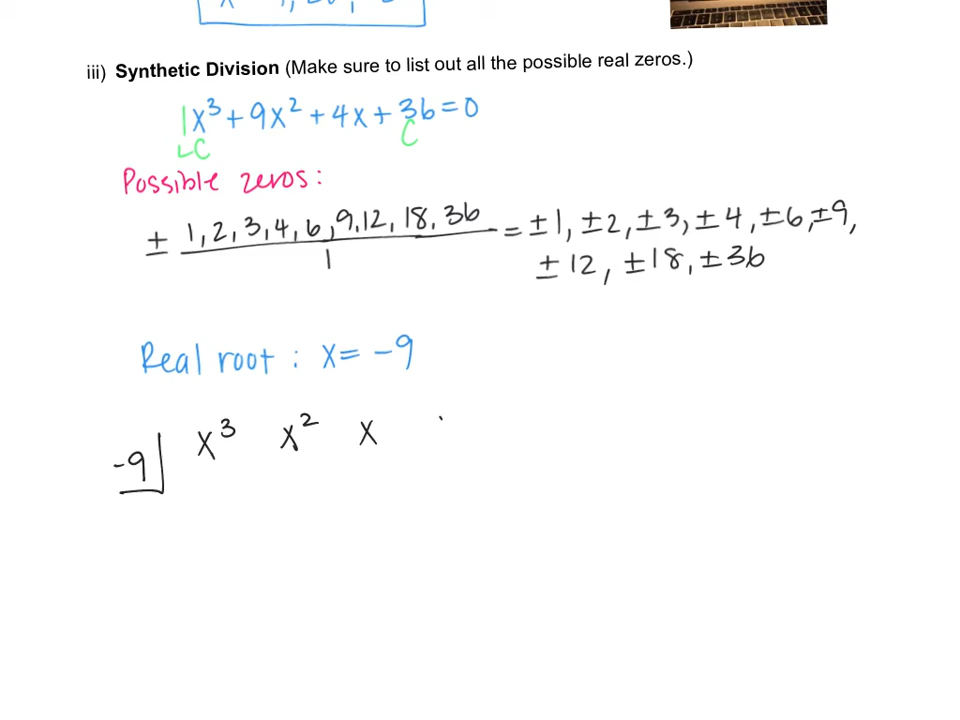 iii) Synthetic Division (Make sure to list out all the possible real zeros.)
1x³ + 9x² + 4x + 36 = 0
LC C
Possible zeros:
± 1, 2, 3, 4, 6, 9, 12, 18, 36 / 1 = ±1, ±2, ±3, ±4, ±6, ±9,
±12, ±18, ±36
Real root: x = -9
-9 x³ x² x